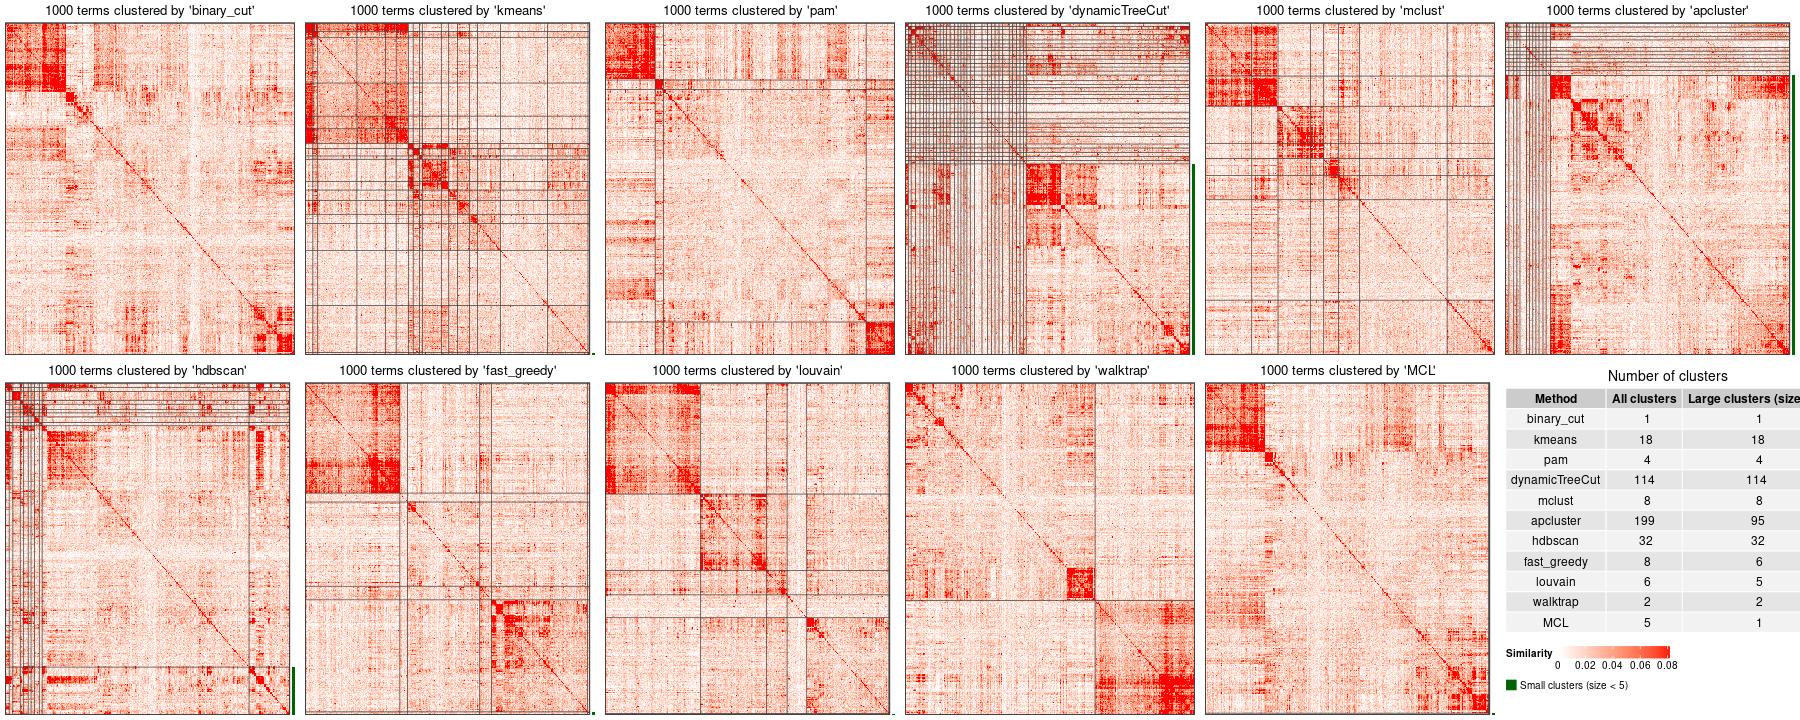 1000 terms clustered by 'binary_cut'
1000 terms clustered by 'kmeans'
1000 terms clustered by 'pam'
1000 terms clustered by 'dynamicTreeCut'
1000 terms clustered by 'mclust'
1000 terms clustered by 'apcluster'
1000 terms clustered by 'hdbscan'
1000 terms clustered by 'fast_greedy'
1000 terms clustered by 'louvain'
1000 terms clustered by 'walktrap'
1000 terms clustered by 'MCL'
Number of clusters
Method All clusters Large clusters (size
binary_cut 1 1
kmeans 18 18
pam 4 4
dynamicTreeCut 114 114
mclust 8 8
apcluster 199 95
hdbscan 32 32
fast_greedy 8 6
louvain 6 5
walktrap 2 2
MCL 5 1
Similarity
0 0.02 0.04 0.06 0.08
Small clusters (size < 5)